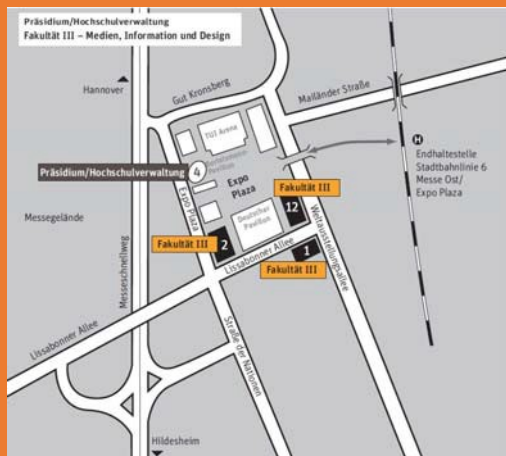 Präsidium/Hochschulverwaltung
Fakultät III – Medien, Information und Design
Hannover
Gut Kronsberg
Mailänder Straße
TUI Arena
H
Endhaltestelle
Stadtbahnlinie 6
Messe Ost/
Expo Plaza
Präsidium/Hochschulverwaltung
4
Bertelsmann-
Pavillon
Expo
Plaza
Fakultät III
12
Messegelände
Expo Plaza
Deutscher
Pavillon
Weltausstellungsallee
Messeschnellweg
Fakultät III
2
1
Lissabonner Allee
Fakultät III
Lissabonner Allee
Straße der Nationen
Hildesheim